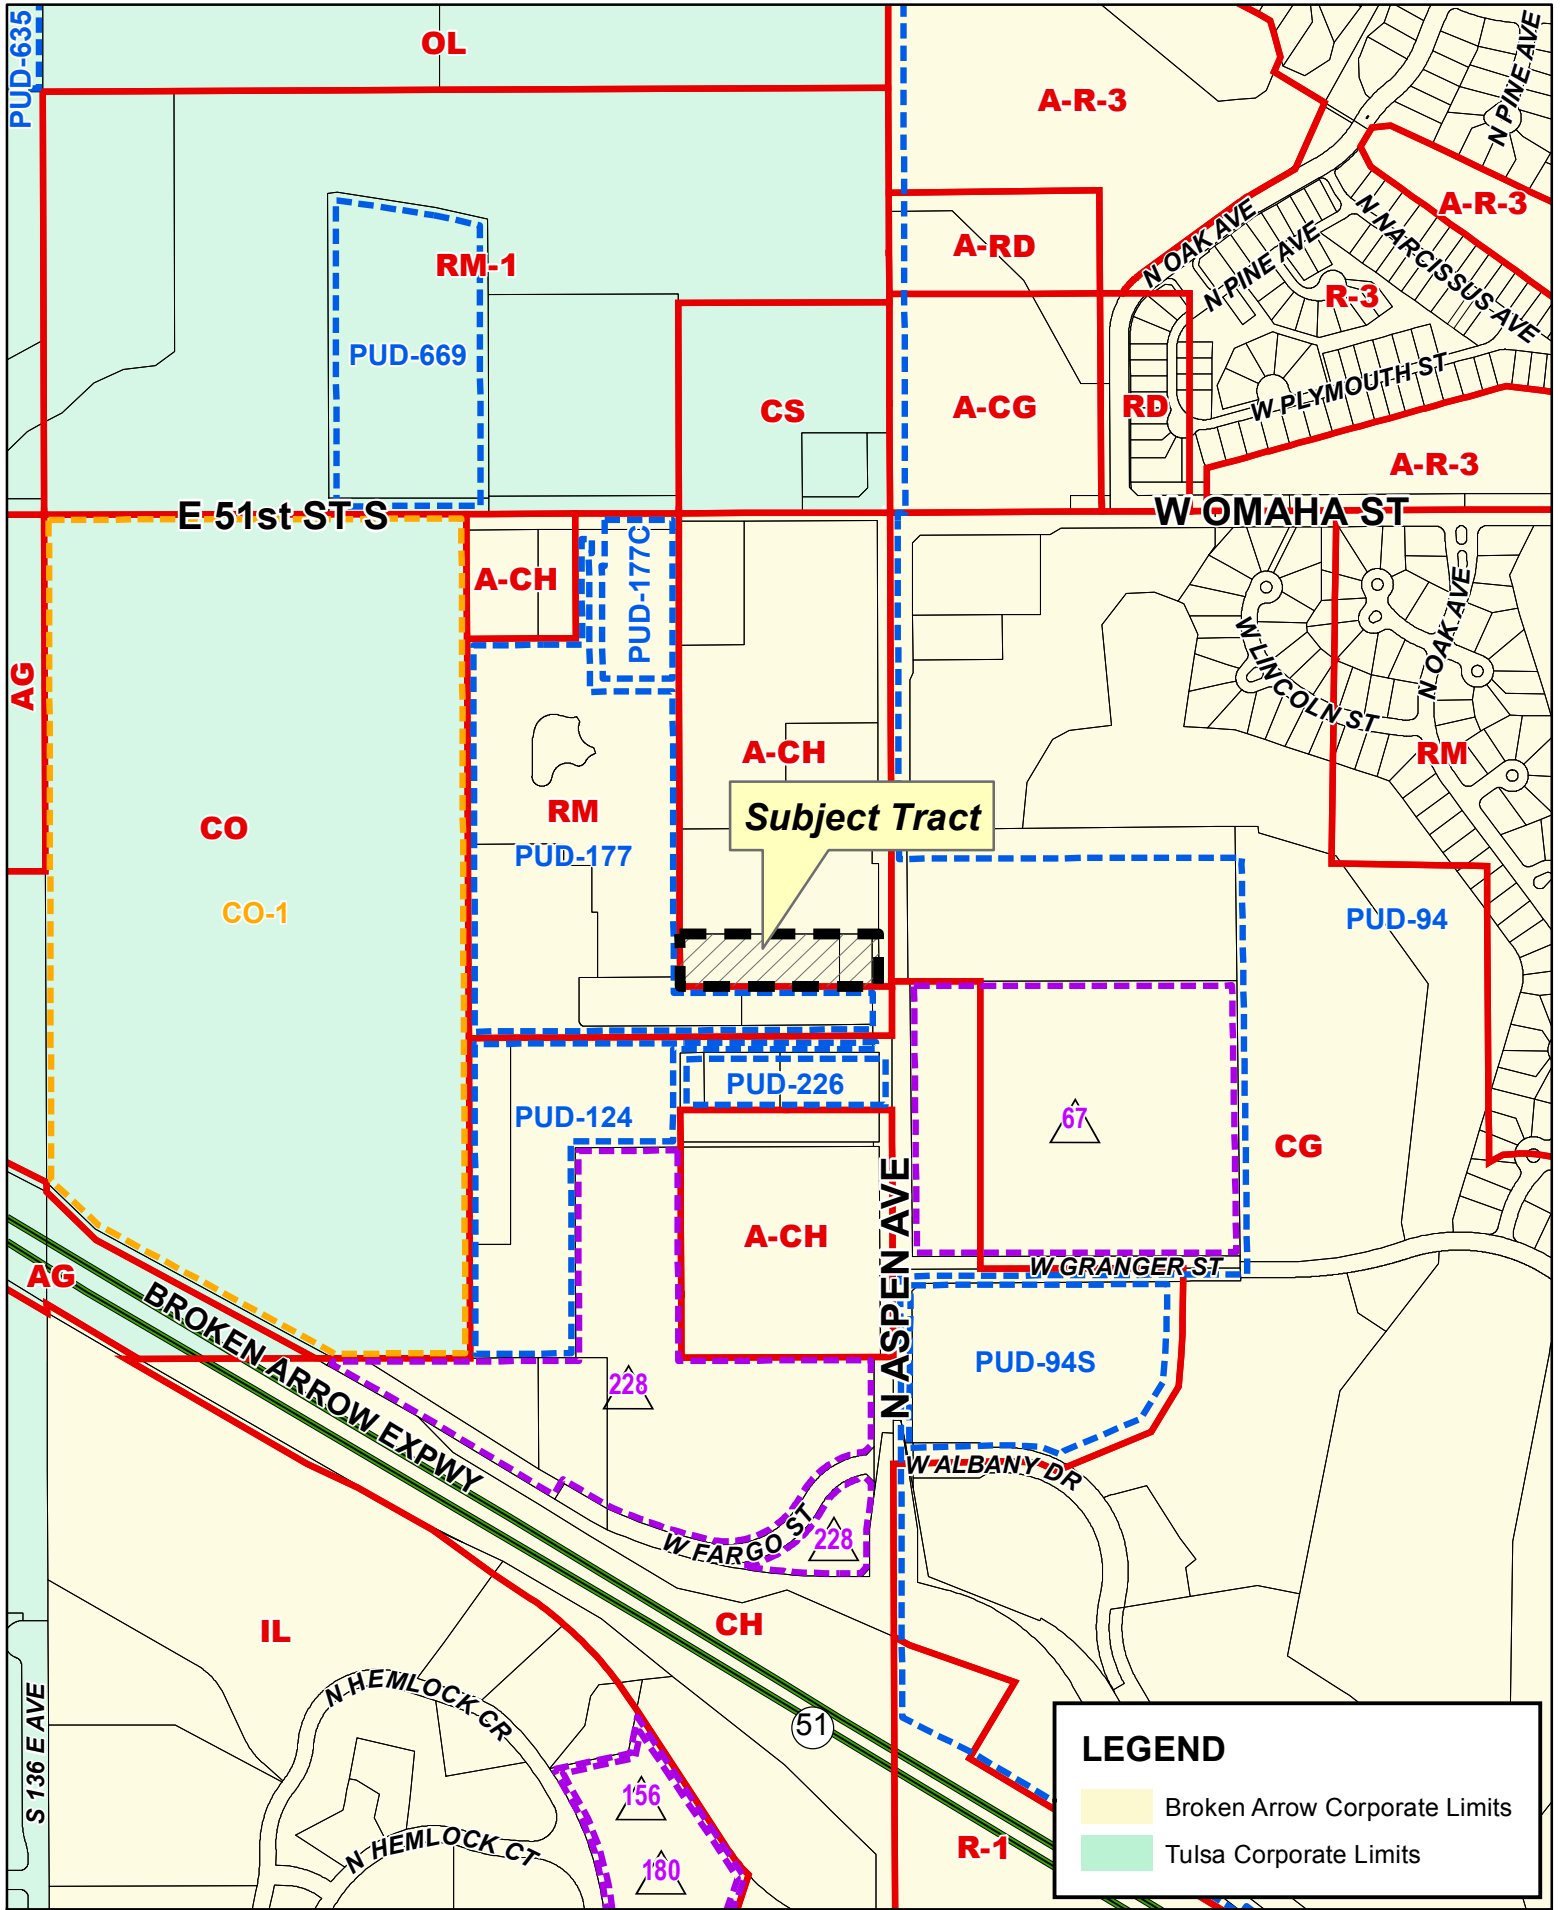 PUD-635
OL
A-R-3
N PINE AVE
A-R-3
N OAK AVE
N PINE AVE
N NARCISSUS AVE
A-RD
RM-1
R-3
PUD-669
CS
A-CG
RD
W PLYMOUTH ST
A-R-3
E 51st ST S
W OMAHA ST
A-CH
PUD-177C
W LINCOLN ST
N OAK AVE
AG
A-CH
RM
RM
Subject Tract
CO
PUD-177
CO-1
PUD-94
PUD-226
PUD-124
67
CG
N ASPEN AVE
A-CH
W GRANGER ST
AG
BROKEN ARROW EXPWY
PUD-94S
228
W ALBANY DR
W FARGO ST
228
IL
CH
N HEMLOCK CR
S 136 E AVE
51
156
N HEMLOCK CT
180
R-1
LEGEND
Broken Arrow Corporate Limits
Tulsa Corporate Limits